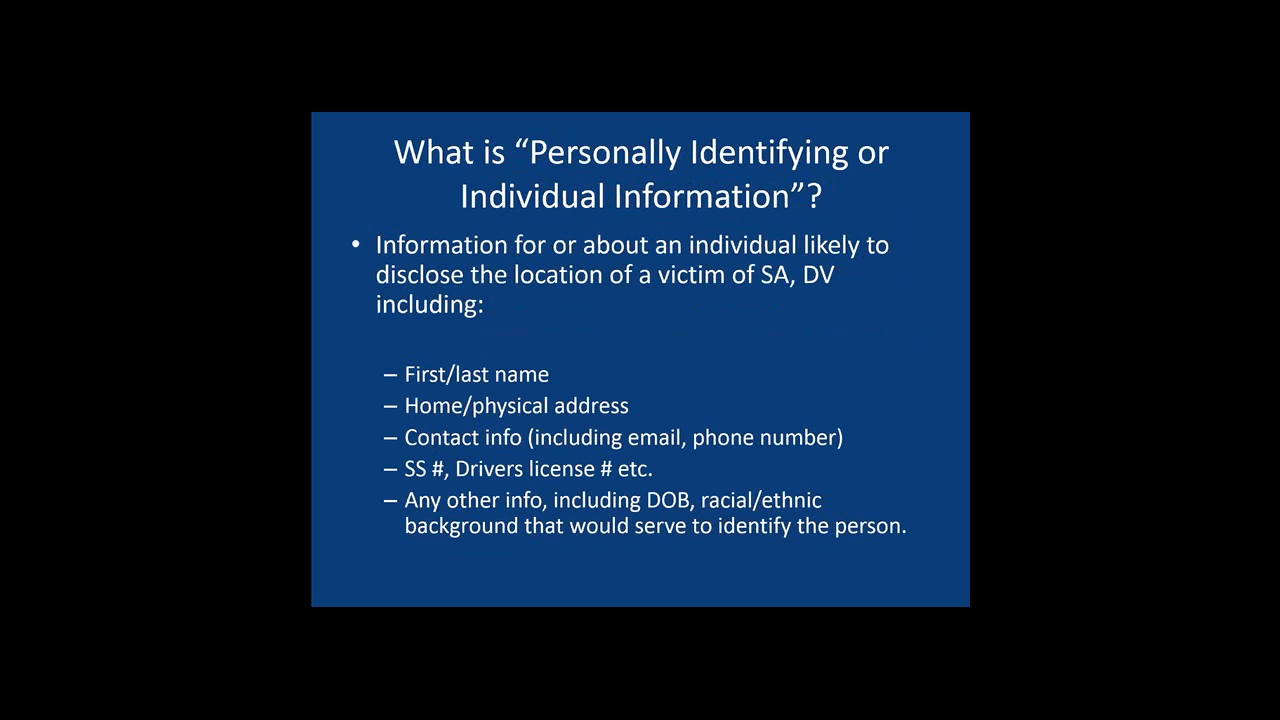 What is “Personally Identifying or
Individual Information”?
• Information for or about an individual likely to
disclose the location of a victim of SA, DV
including:
– First/last name
– Home/physical address
– Contact info (including email, phone number)
– SS #, Drivers license # etc.
– Any other info, including DOB, racial/ethnic
background that would serve to identify the person.